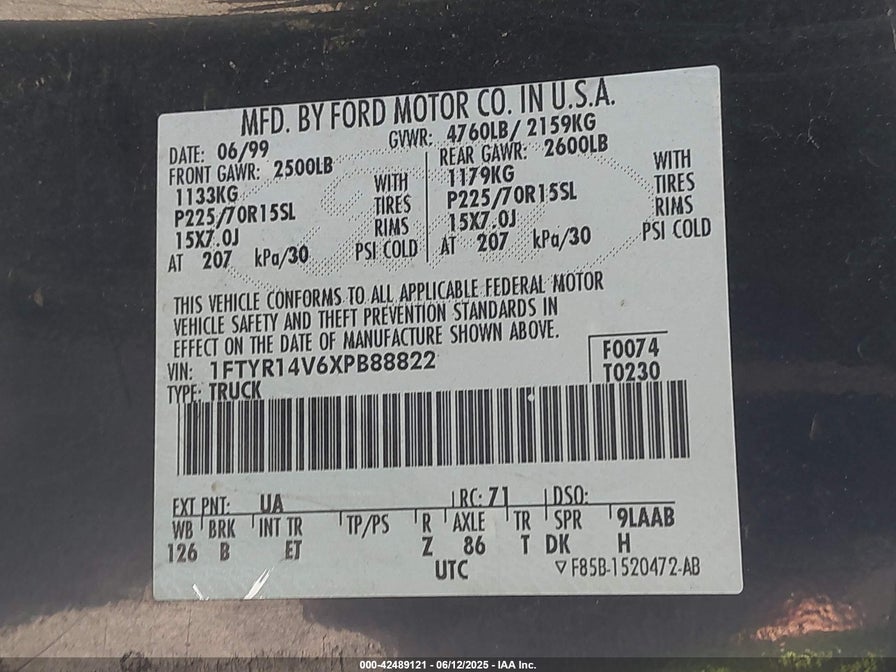 MFD. BY FORD MOTOR CO. IN U.S.A.
DATE: 06/99 GVWR: 4760LB/ 2159KG
FRONT GAWR: 2500LB REAR GAWR: 2600LB
1133KG WITH 1179KG WITH
P225/70R15SL TIRES P225/70R15SL TIRES
15X7.0J RIMS 15X7.0J RIMS
AT 207 kPa/30 PSI COLD AT 207 kPa/30 PSI COLD
THIS VEHICLE CONFORMS TO ALL APPLICABLE FEDERAL MOTOR
VEHICLE SAFETY AND THEFT PREVENTION STANDARDS IN
EFFECT ON THE DATE OF MANUFACTURE SHOWN ABOVE.
VIN: 1FTYR14V6XPB88822 F0074
TYPE: TRUCK T0230
EXT PNT: UA RC: 71 DSO:
WB BRK INT TR TP/PS R AXLE TR SPR 9LAAB
126 B ET Z 86 T DK H
UTC ▽F85B-1520472-AB
000-42489121 - 06/12/2025 - IAA Inc.